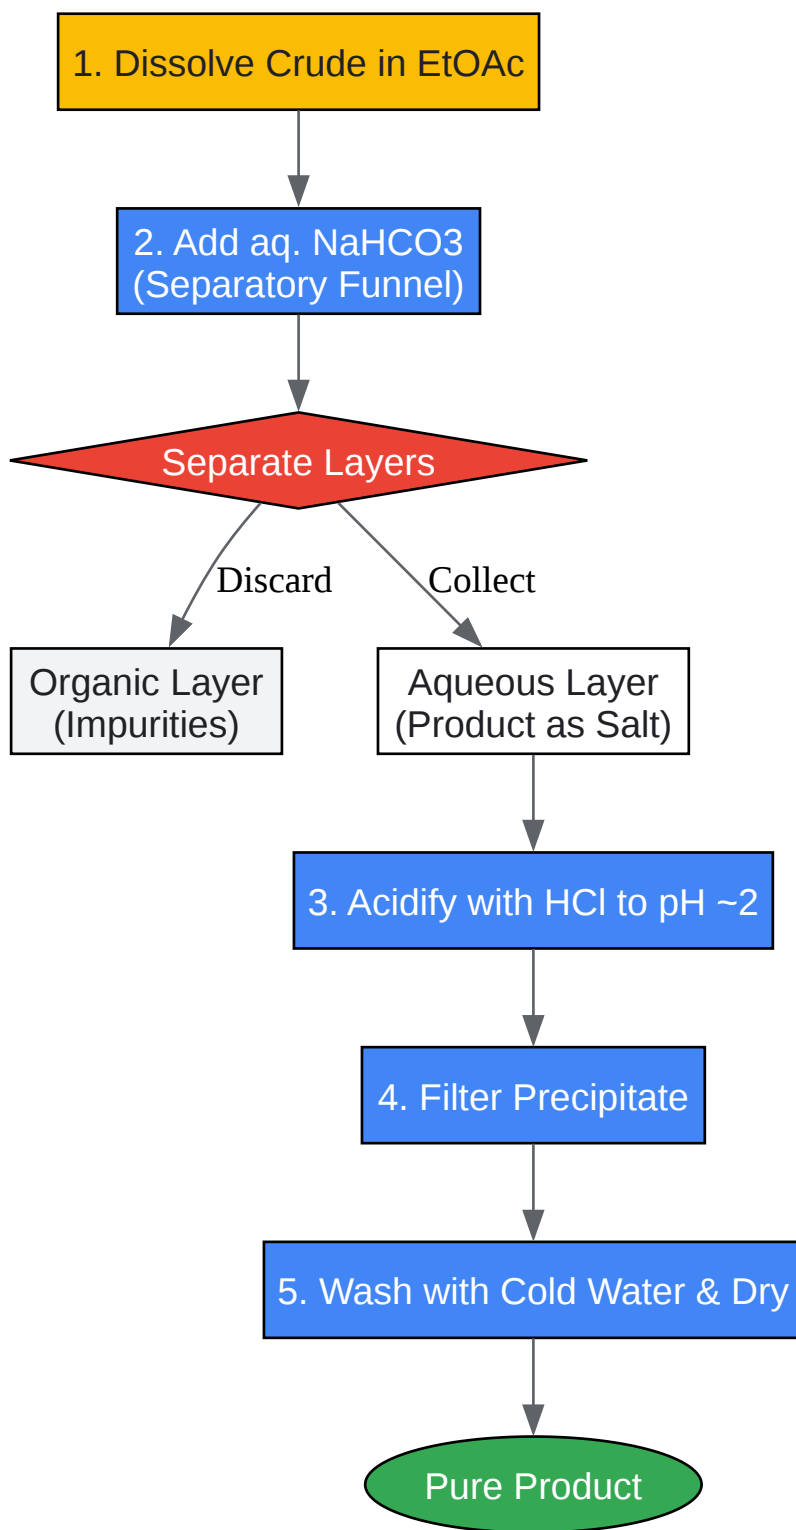 1. Dissolve Crude in EtOAc
2. Add aq. NaHCO3
(Separatory Funnel)
Separate Layers
Discard
Collect
Organic Layer
(Impurities)
Aqueous Layer
(Product as Salt)
3. Acidify with HCl to pH ~2
4. Filter Precipitate
5. Wash with Cold Water & Dry
Pure Product